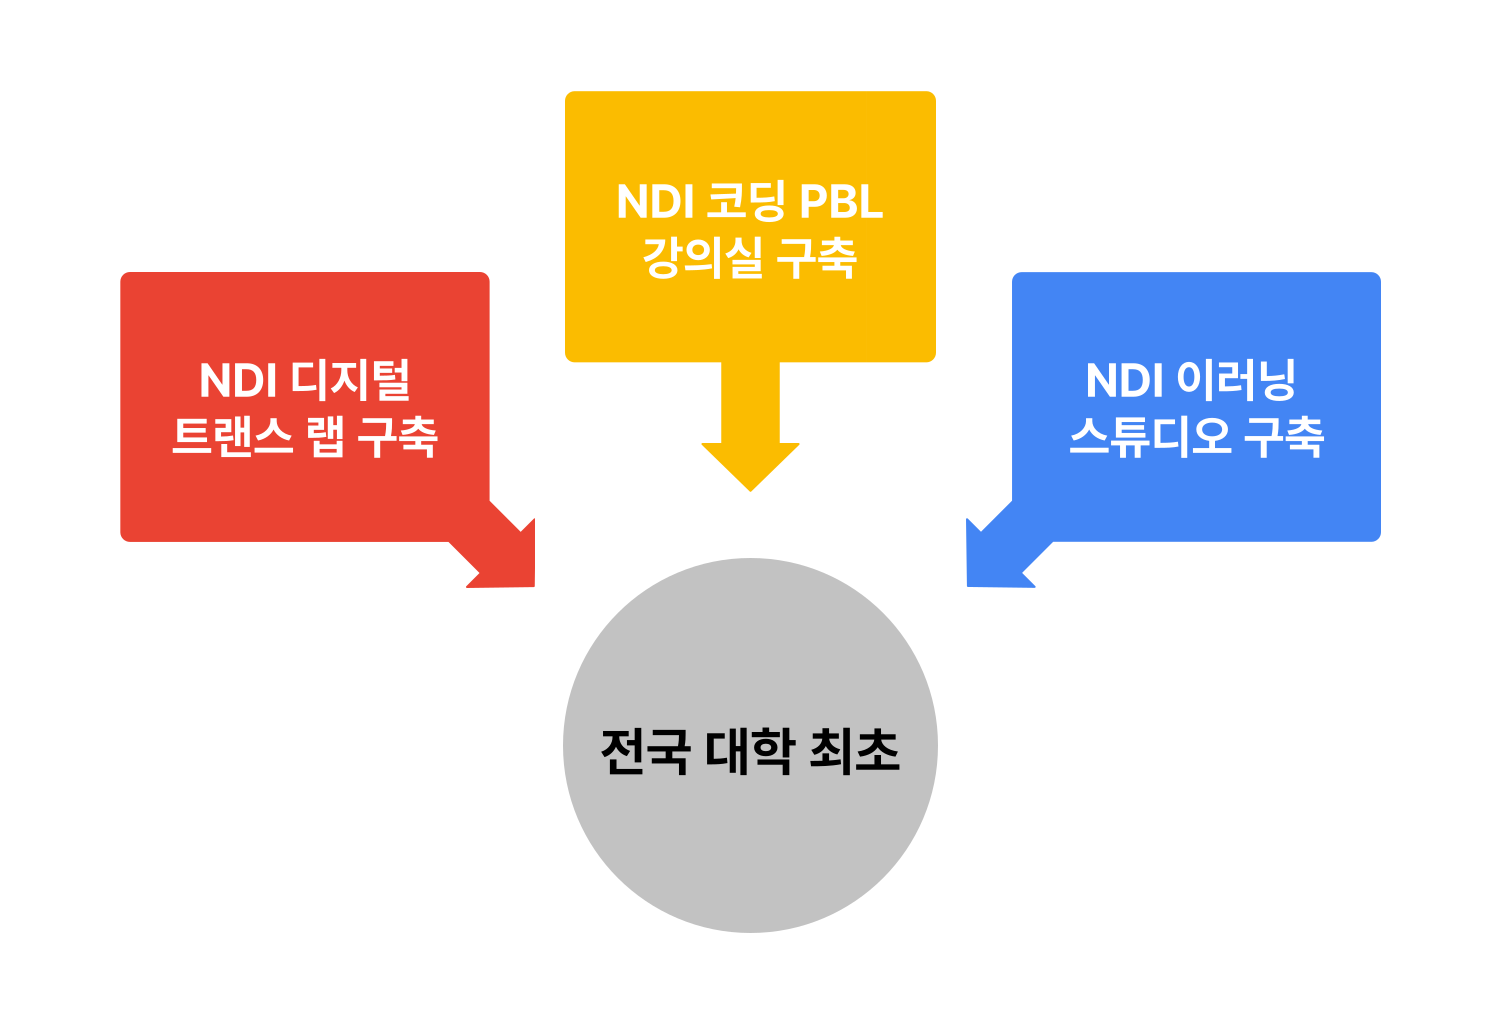 NDI 코딩 PBL
강의실 구축
NDI 디지털
트랜스 랩 구축
NDI 이러닝
스튜디오 구축
전국 대학 최초